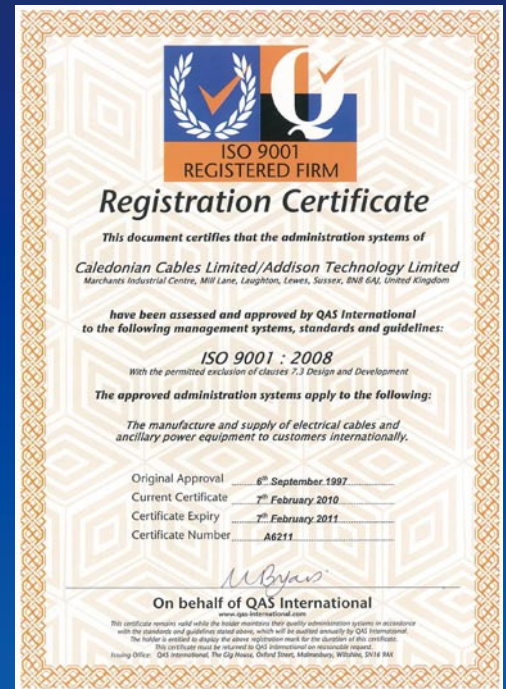 ISO 9001
REGISTERED FIRM
Registration Certificate
This document certifies that the administration systems of
Caledonian Cables Limited/Addison Technology Limited
Marchants Industrial Centre, Mill Lane, Laughton, Lewes, Sussex, BN8 6AJ, United Kingdom
have been assessed and approved by QAS International
to the following management systems, standards and guidelines:
ISO 9001 : 2008
With the permitted exclusion of clauses 7.3 Design and Development
The approved administration systems apply to the following:
The manufacture and supply of electrical cables and
ancillary power equipment to customers internationally.
Original Approval 6th September 1997
Current Certificate 7th February 2010
Certificate Expiry 7th February 2011
Certificate Number A6211
On behalf of QAS International
www.qas-international.com
This certificate remains valid while the holder maintains their quality administration systems in accordance
with the standards and guidelines stated above, which will be audited annually by QAS International.
The holder is entitled to display the above registration mark for the duration of this certificate.
This certificate must be returned to QAS International on reasonable request.
Issuing Office: QAS International, The Gig House, Oxford Street, Malmesbury, Wiltshire, SN16 9AX